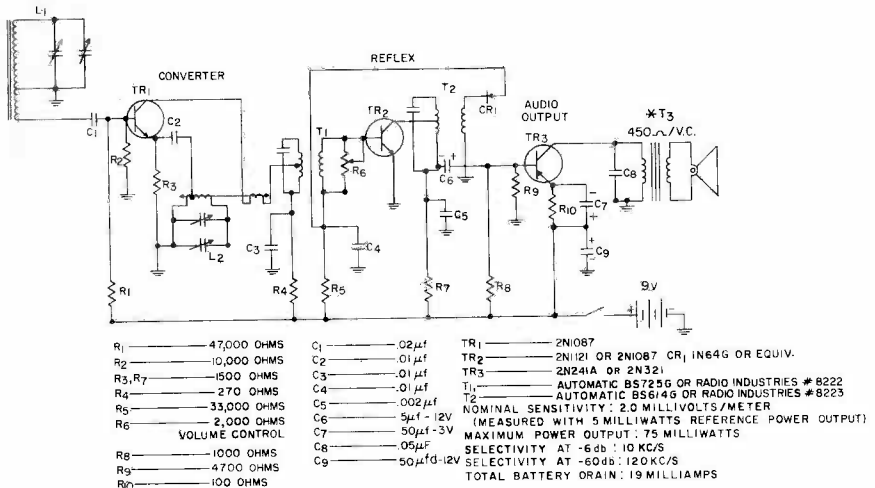 L1
REFLEX
CONVERTER
TR1
T2
AUDIO
OUTPUT
CR1
*T3
450 Ω/V.C.
C1
C2
T1
TR2
TR3
R2
R3
R6
C6
R9
C8
R10
C7
L2
C3
C4
C5
C9
R1
R4
R5
R7
R8
9V
R1 47,000 OHMS
R2 10,000 OHMS
R3, R7 1500 OHMS
R4 270 OHMS
R5 33,000 OHMS
R6 2,000 OHMS
VOLUME CONTROL
R8 1000 OHMS
R9 4700 OHMS
R10 100 OHMS
C1 .02µf
C2 .01µf
C3 .01µf
C4 .01µf
C5 .002µf
C6 5µf-12V
C7 50µf-3V
C8 .05µF
C9 50µfd-12V
TR1 2N1087
TR2 2N1121 OR 2N1087 CR1 IN64G OR EQUIV.
TR3 2N241A OR 2N321
T1, AUTOMATIC BS725G OR RADIO INDUSTRIES #8222
T2 AUTOMATIC BS614G OR RADIO INDUSTRIES #8223
NOMINAL SENSITIVITY: 2.0 MILLIVOLTS/METER
(MEASURED WITH 5 MILLIWATTS REFERENCE POWER OUTPUT)
MAXIMUM POWER OUTPUT: 75 MILLIWATTS
SELECTIVITY AT -6db: 10 KC/S
SELECTIVITY AT -60db: 120KC/S
TOTAL BATTERY DRAIN: 19 MILLIAMPS